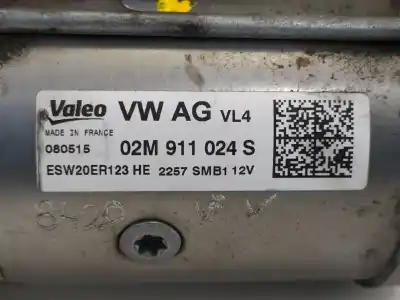 Valeo VW AG VL4
MADE IN FRANCE
080515 02M 911 024 S
ESW20ER123 HE 2257 SMB1 12V